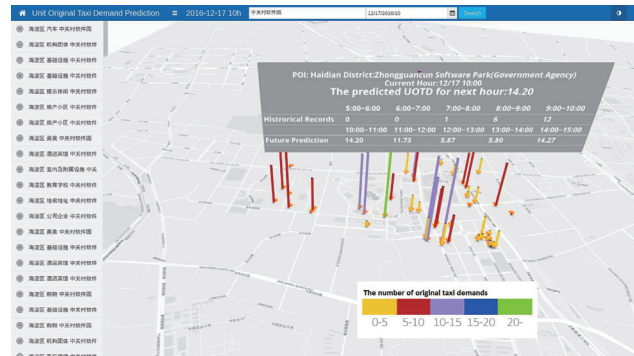 Unit Original Taxi Demand Prediction
2016-12-17 10h
中关村软件园
12/17/2016/10
Search
海淀区 汽车 中关村软件园
海淀区 机构团体 中关村软件
海淀区 基础设施 中关村软件
海淀区 娱乐休闲 中关村软件
海淀区 基础设施 中关村软件
海淀区 房产小区 中关村软件
海淀区 房产小区 中关村软件
海淀区 美食 中关村软件园
海淀区 酒店宾馆 中关村软件
海淀区 室内及附属设施 中关
海淀区 教育学校 中关村软件
海淀区 地名地址 中关村软件
海淀区 公司企业 中关村软件
海淀区 美食 中关村软件园
海淀区 基础设施 中关村软件
海淀区 酒店宾馆 中关村软件
海淀区 酒店宾馆 中关村软件
海淀区 购物 中关村软件园
海淀区 基础设施 中关村软件
海淀区 购物 中关村软件园
海淀区 机构团体 中关村软件
POI: Haidian District:Zhongguancun Software Park(Government Agency)
Current Hour:12/17 10:00
The predicted UOTD for next hour:14.20
5:00~6:00 6:00~7:00 7:00~8:00 8:00~9:00 9:00~10:00
Histrorical Records 0 0 1 6 12
10:00~11:00 11:00~12:00 12:00~13:00 13:00~14:00 14:00~15:00
Future Prediction 14.20 11.73 5.87 5.80 14.27
The number of original taxi demands
0-5 5-10 10-15 15-20 20-